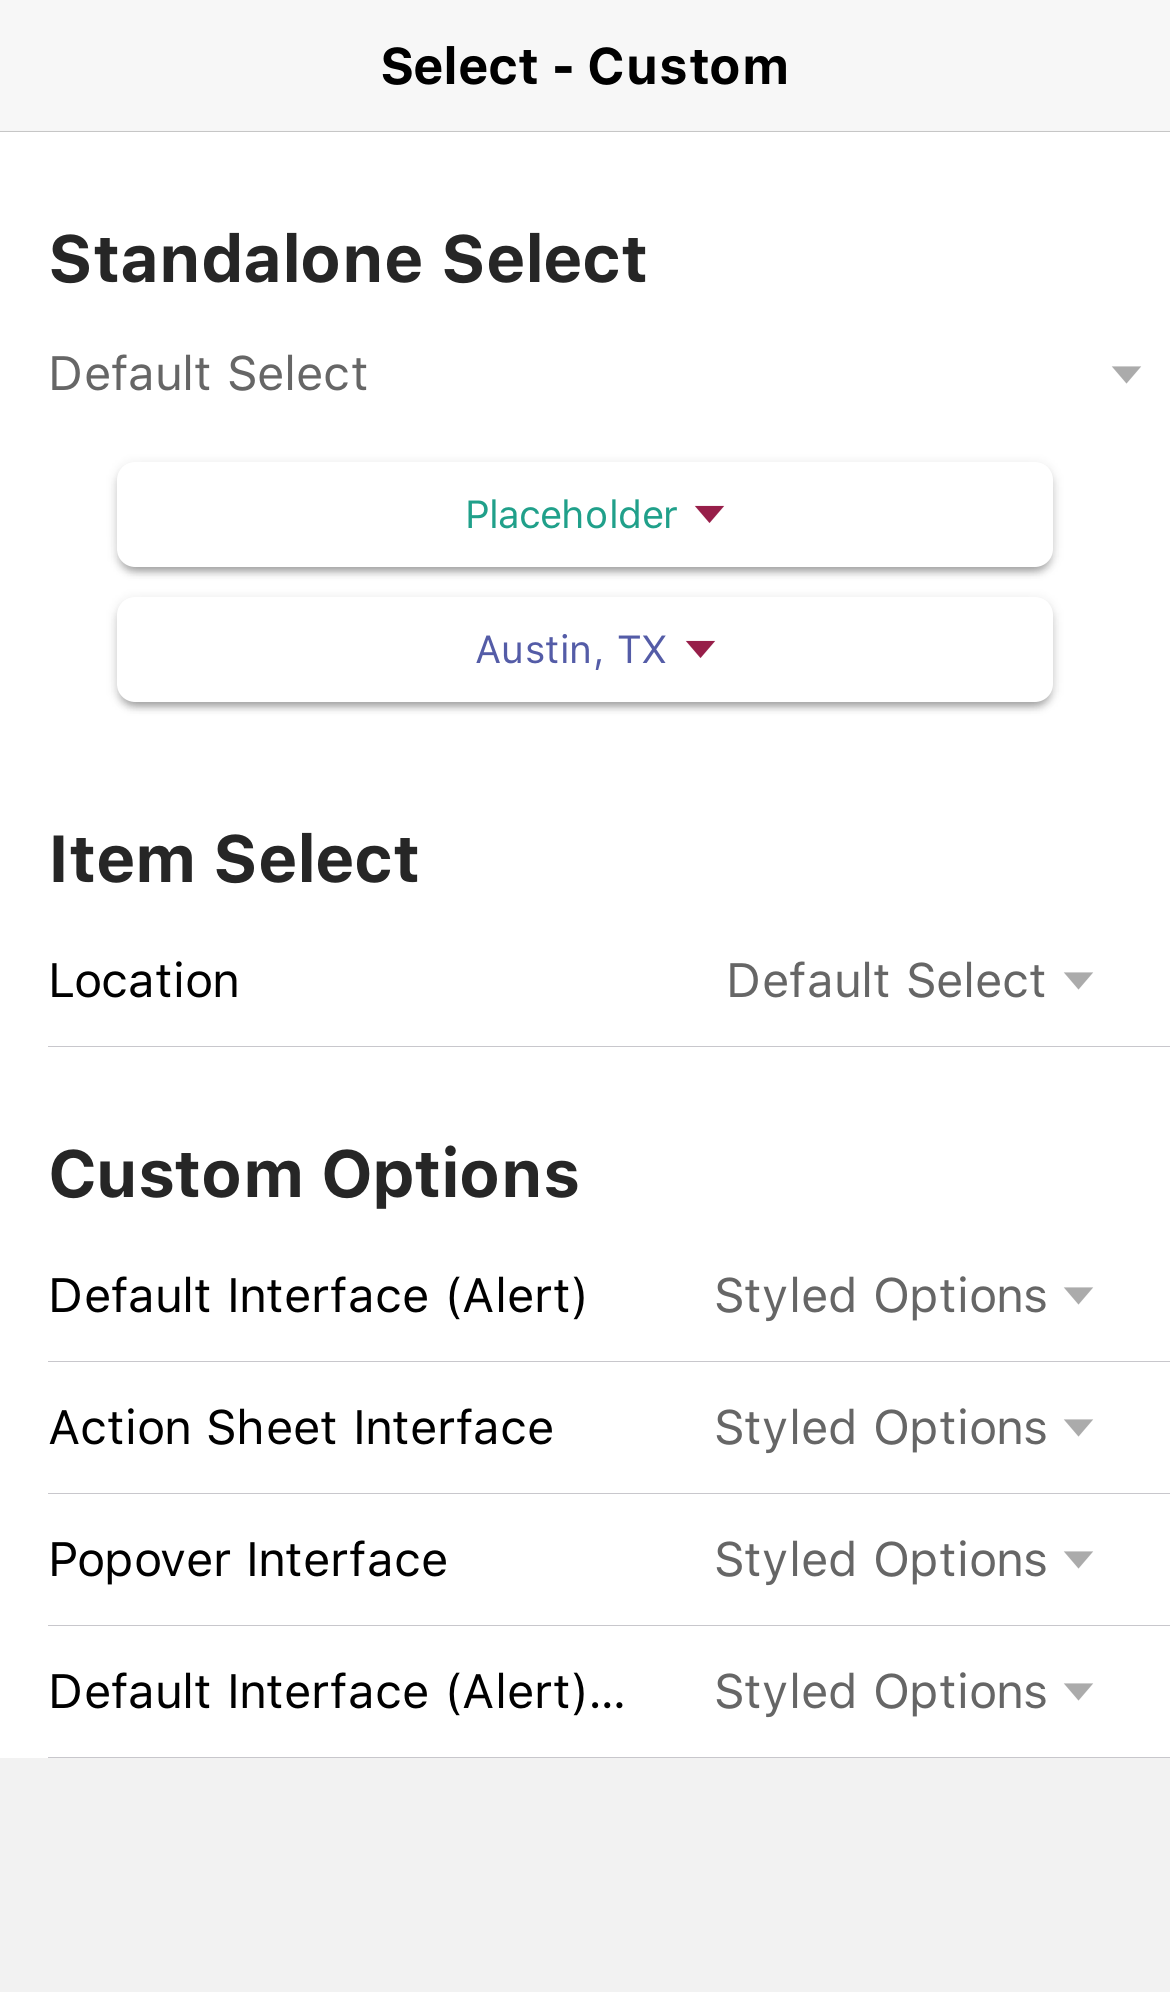 Select - Custom
Standalone Select
Default Select
Placeholder
Austin, TX
Item Select
Location Default Select
Custom Options
Default Interface (Alert) Styled Options
Action Sheet Interface Styled Options
Popover Interface Styled Options
Default Interface (Alert)... Styled Options